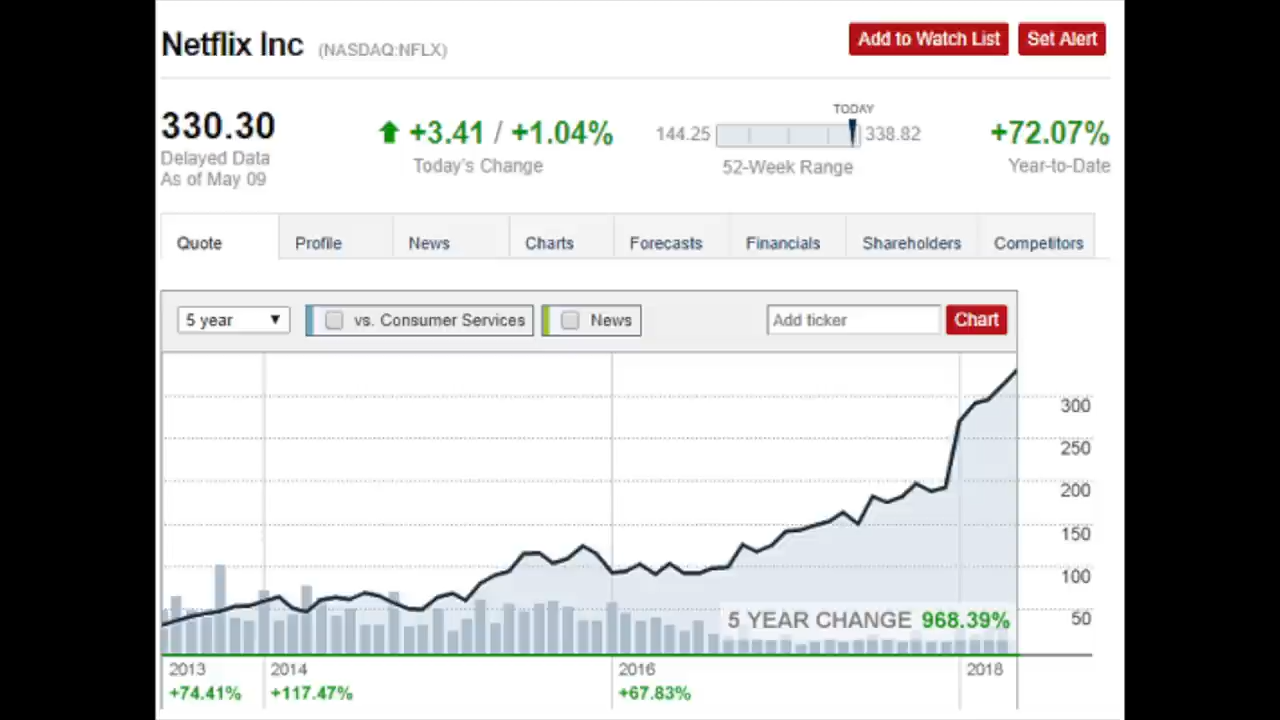 Netflix Inc (NASDAQ:NFLX)
Add to Watch List
Set Alert
330.30
Delayed Data
As of May 09
+3.41 / +1.04%
Today's Change
TODAY
144.25
338.82
52-Week Range
+72.07%
Year-to-Date
Quote
Profile
News
Charts
Forecasts
Financials
Shareholders
Competitors
5 year
vs. Consumer Services
News
Add ticker
Chart
300
250
200
150
100
50
5 YEAR CHANGE 968.39%
2013
2014
2016
2018
+74.41%
+117.47%
+67.83%